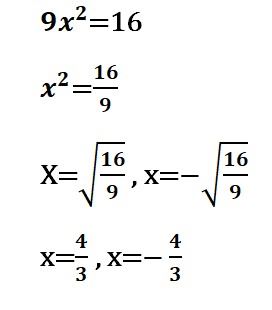 9x²=16
x²=16/9
X=√(16/9) , x=−√(16/9)
x=4/3 , x=− 4/3